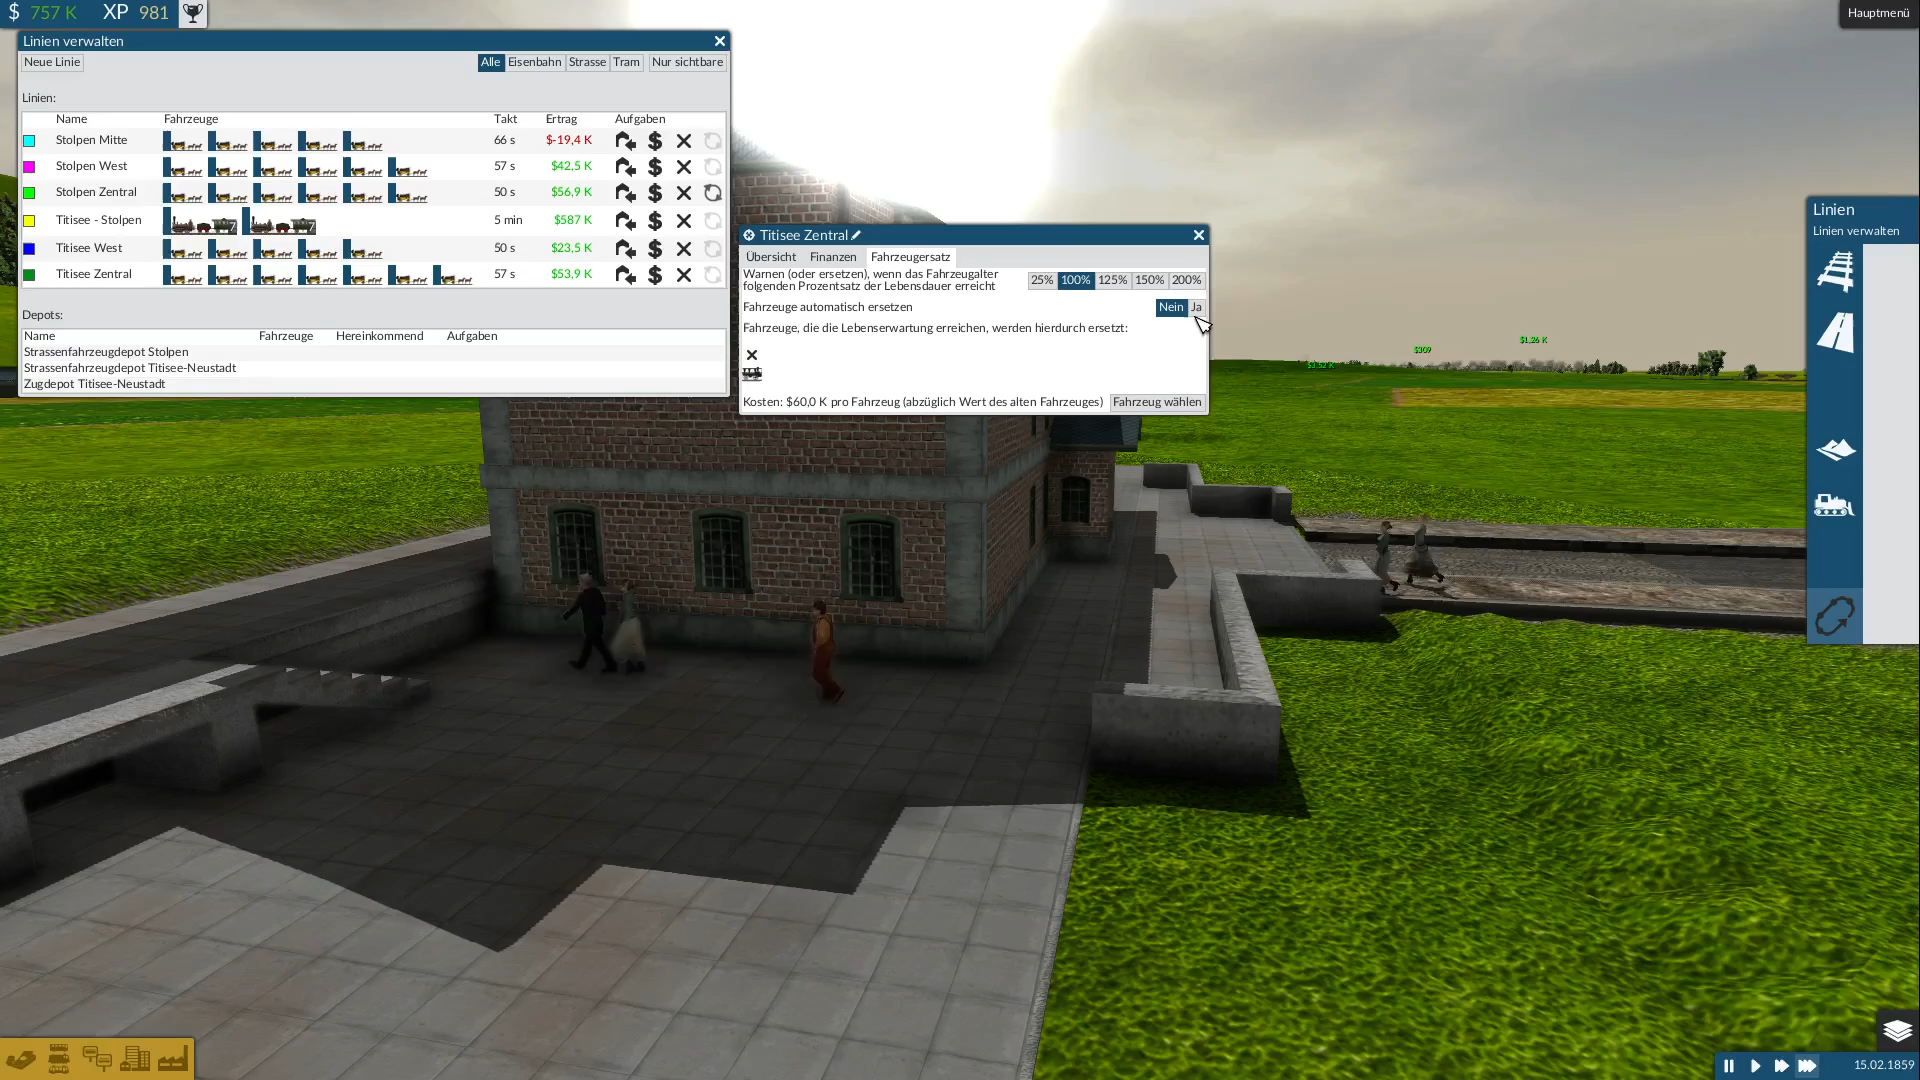 $ 757 K XP 981
Hauptmenü
Linien verwalten
Neue Linie Alle Eisenbahn Strasse Tram Nur sichtbare
Linien:
Name Fahrzeuge Takt Ertrag Aufgaben
Stolpen Mitte 66 s $-19,4 K
Stolpen West 57 s $42,5 K
Stolpen Zentral 50 s $56,9 K
Titisee - Stolpen 5 min $587 K
Titisee West 50 s $23,5 K
Titisee Zentral 57 s $53,9 K
Depots:
Name Fahrzeuge Hereinkommend Aufgaben
Strassenfahrzeugdepot Stolpen
Strassenfahrzeugdepot Titisee-Neustadt
Zugdepot Titisee-Neustadt
Titisee Zentral
Übersicht Finanzen Fahrzeugersatz
Warnen (oder ersetzen), wenn das Fahrzeugalter
folgenden Prozentsatz der Lebensdauer erreicht
25% 100% 125% 150% 200%
Fahrzeuge automatisch ersetzen Nein Ja
Fahrzeuge, die die Lebenserwartung erreichen, werden hierdurch ersetzt:
Kosten: $60,0 K pro Fahrzeug (abzüglich Wert des alten Fahrzeuges) Fahrzeug wählen
$3,52 K
$309
$1,26 K
Linien
Linien verwalten
15.02.1859